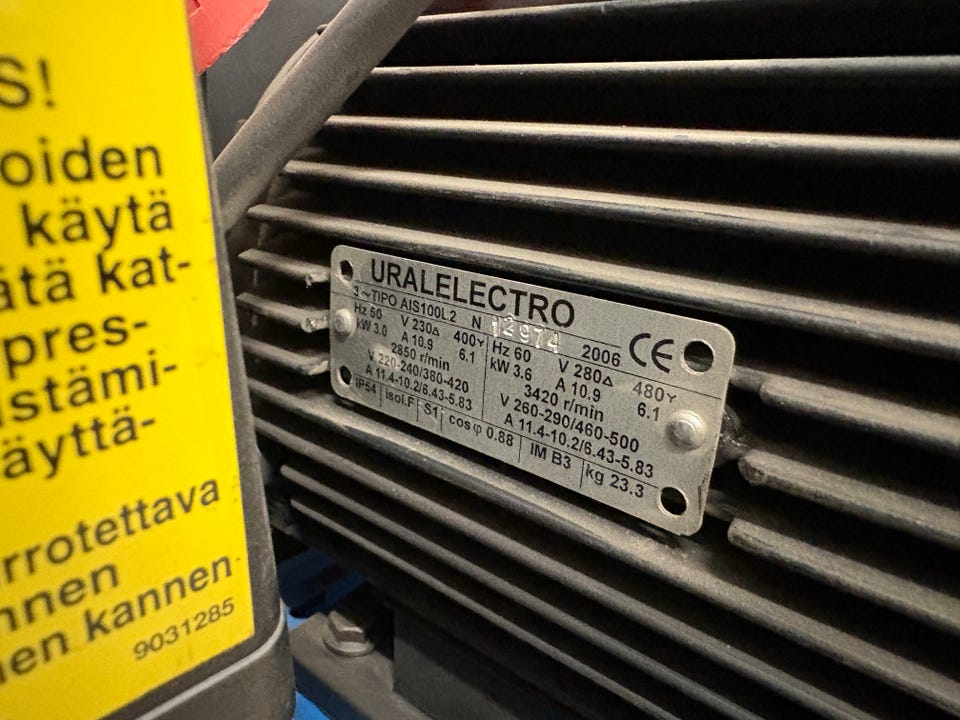 S!
oiden
käytä
ätä kat-
pres-
istämi-
äyttä-
rrotettava
nnen
nen kannen-
9031285
URALELECTRO
3~TIPO AIS100L2 N 12974 2006 CE
Hz 50 V 230Δ 400Y
kW 3.0 A 10.9 6.1
2850 r/min
V 220-240/380-420
A 11.4-10.2/6.43-5.83
Hz 60 V 280Δ 480Y
kW 3.6 A 10.9 6.1
3420 r/min
V 260-290/460-500
A 11.4-10.2/6.43-5.83
IP54 isol.F S1 cos φ 0.88 IM B3 kg 23.3